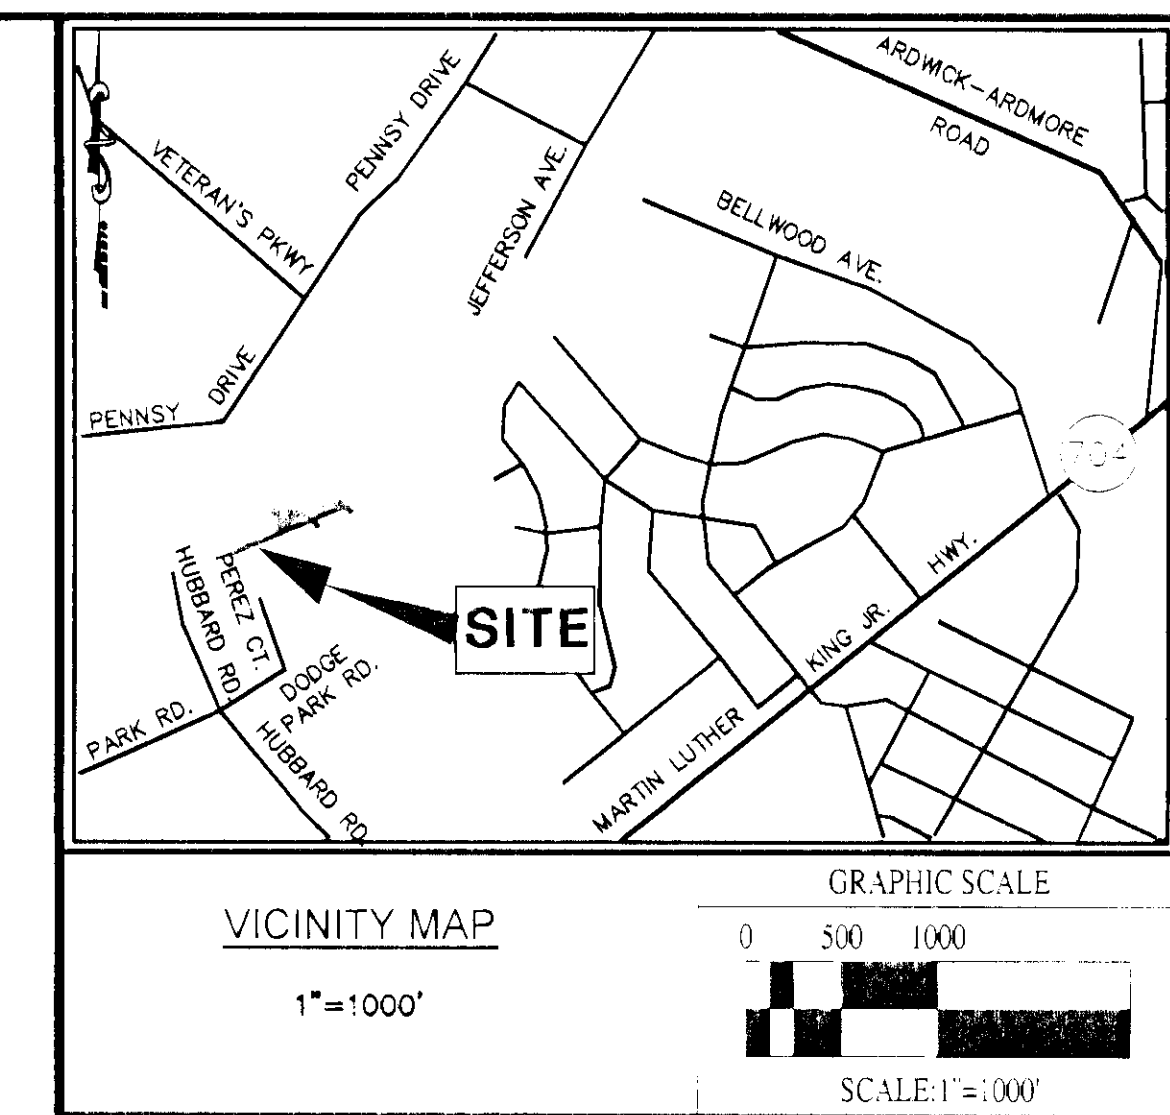 ARDWICK-ARDMORE
ROAD
PENNSY DRIVE
VETERAN'S PKWY
JEFFERSON AVE.
BELLWOOD AVE.
PENNSY DRIVE
704
HUBBARD RD.
PEREZ CT.
SITE
HWY.
KING JR.
MARTIN LUTHER
DODGE
PARK RD.
PARK RD.
HUBBARD RD.
VICINITY MAP
1"=1000'
GRAPHIC SCALE
0 500 1000
SCALE:1"=1000'